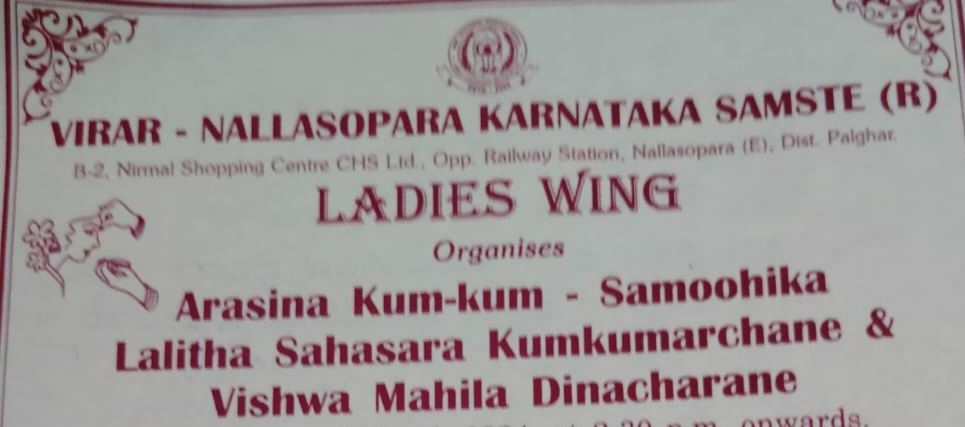 VIRAR - NALLASOPARA KARNATAKA SAMSTE (R)
B-2, Nirmal Shopping Centre CHS Ltd., Opp. Railway Station, Nallasopara (E), Dist. Palghar.
LADIES WING
Organises
Arasina Kum-kum - Samoohika
Lalitha Sahasara Kumkumarchane &
Vishwa Mahila Dinacharane
p.m. onwards.